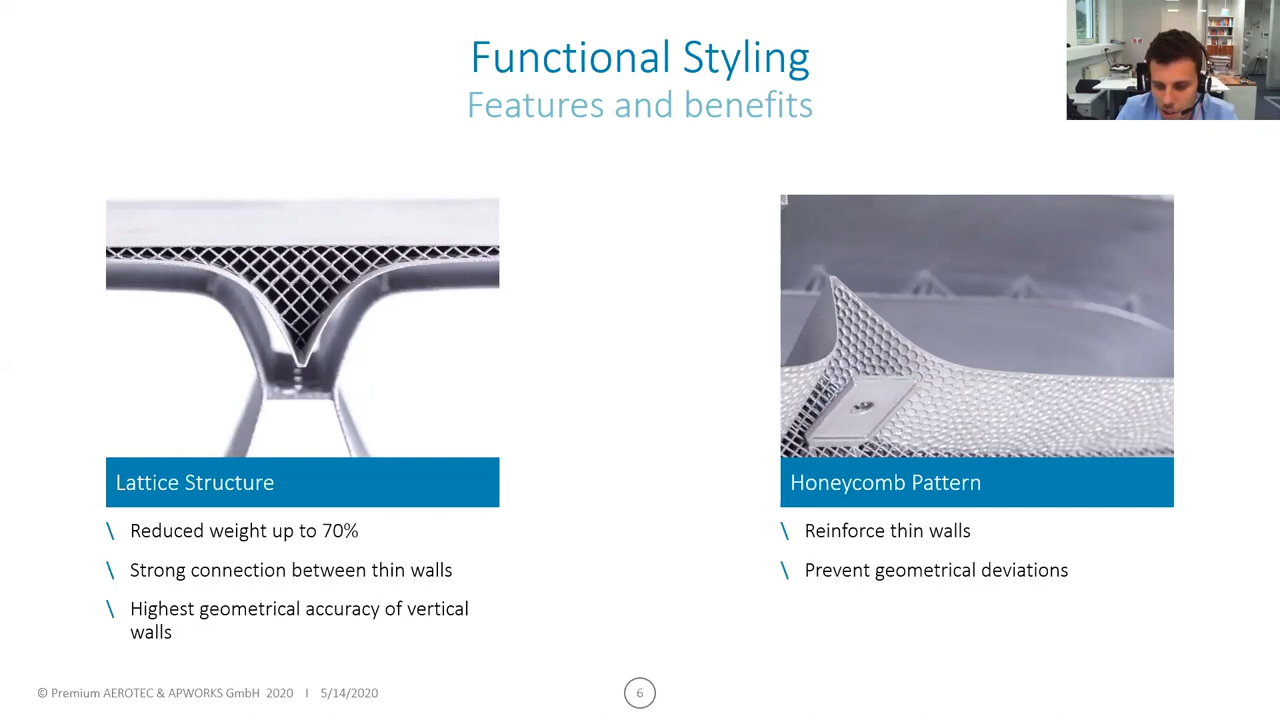 Functional Styling
Features and benefits
Lattice Structure
\ Reduced weight up to 70%
\ Strong connection between thin walls
\ Highest geometrical accuracy of vertical
walls
Honeycomb Pattern
\ Reinforce thin walls
\ Prevent geometrical deviations
© Premium AEROTEC & APWORKS GmbH 2020 I 5/14/2020
6